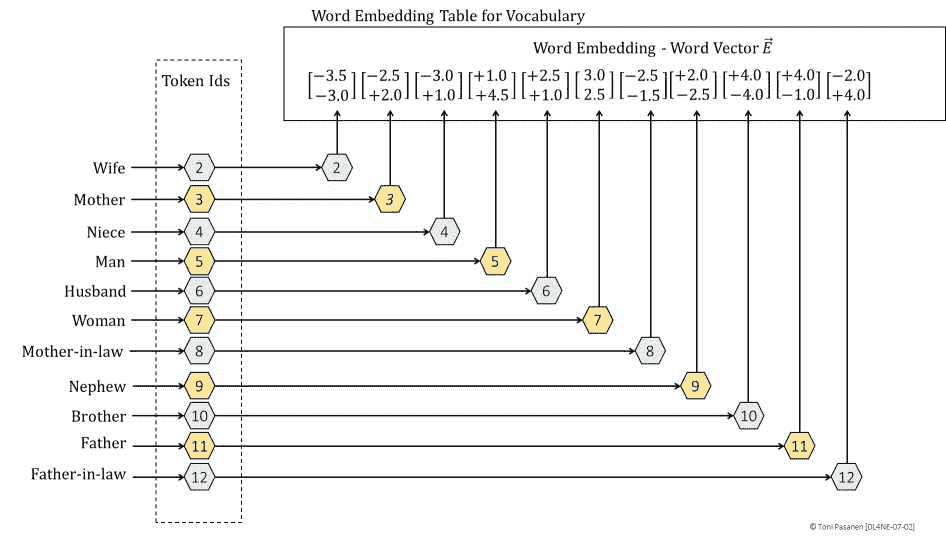 Word Embedding Table for Vocabulary
Word Embedding - Word Vector E⃗
[−3.5 −3.0] [−2.5 +2.0] [−3.0 +1.0] [+1.0 +4.5] [+2.5 +1.0] [3.0 2.5] [−2.5 −1.5] [+2.0 −2.5] [+4.0 −4.0] [+4.0 −1.0] [−2.0 +4.0]
Token Ids
Wife 2 2
Mother 3 3
Niece 4 4
Man 5 5
Husband 6 6
Woman 7 7
Mother-in-law 8 8
Nephew 9 9
Brother 10 10
Father 11 11
Father-in-law 12 12
© Toni Pasanen [DL4NE-07-02]